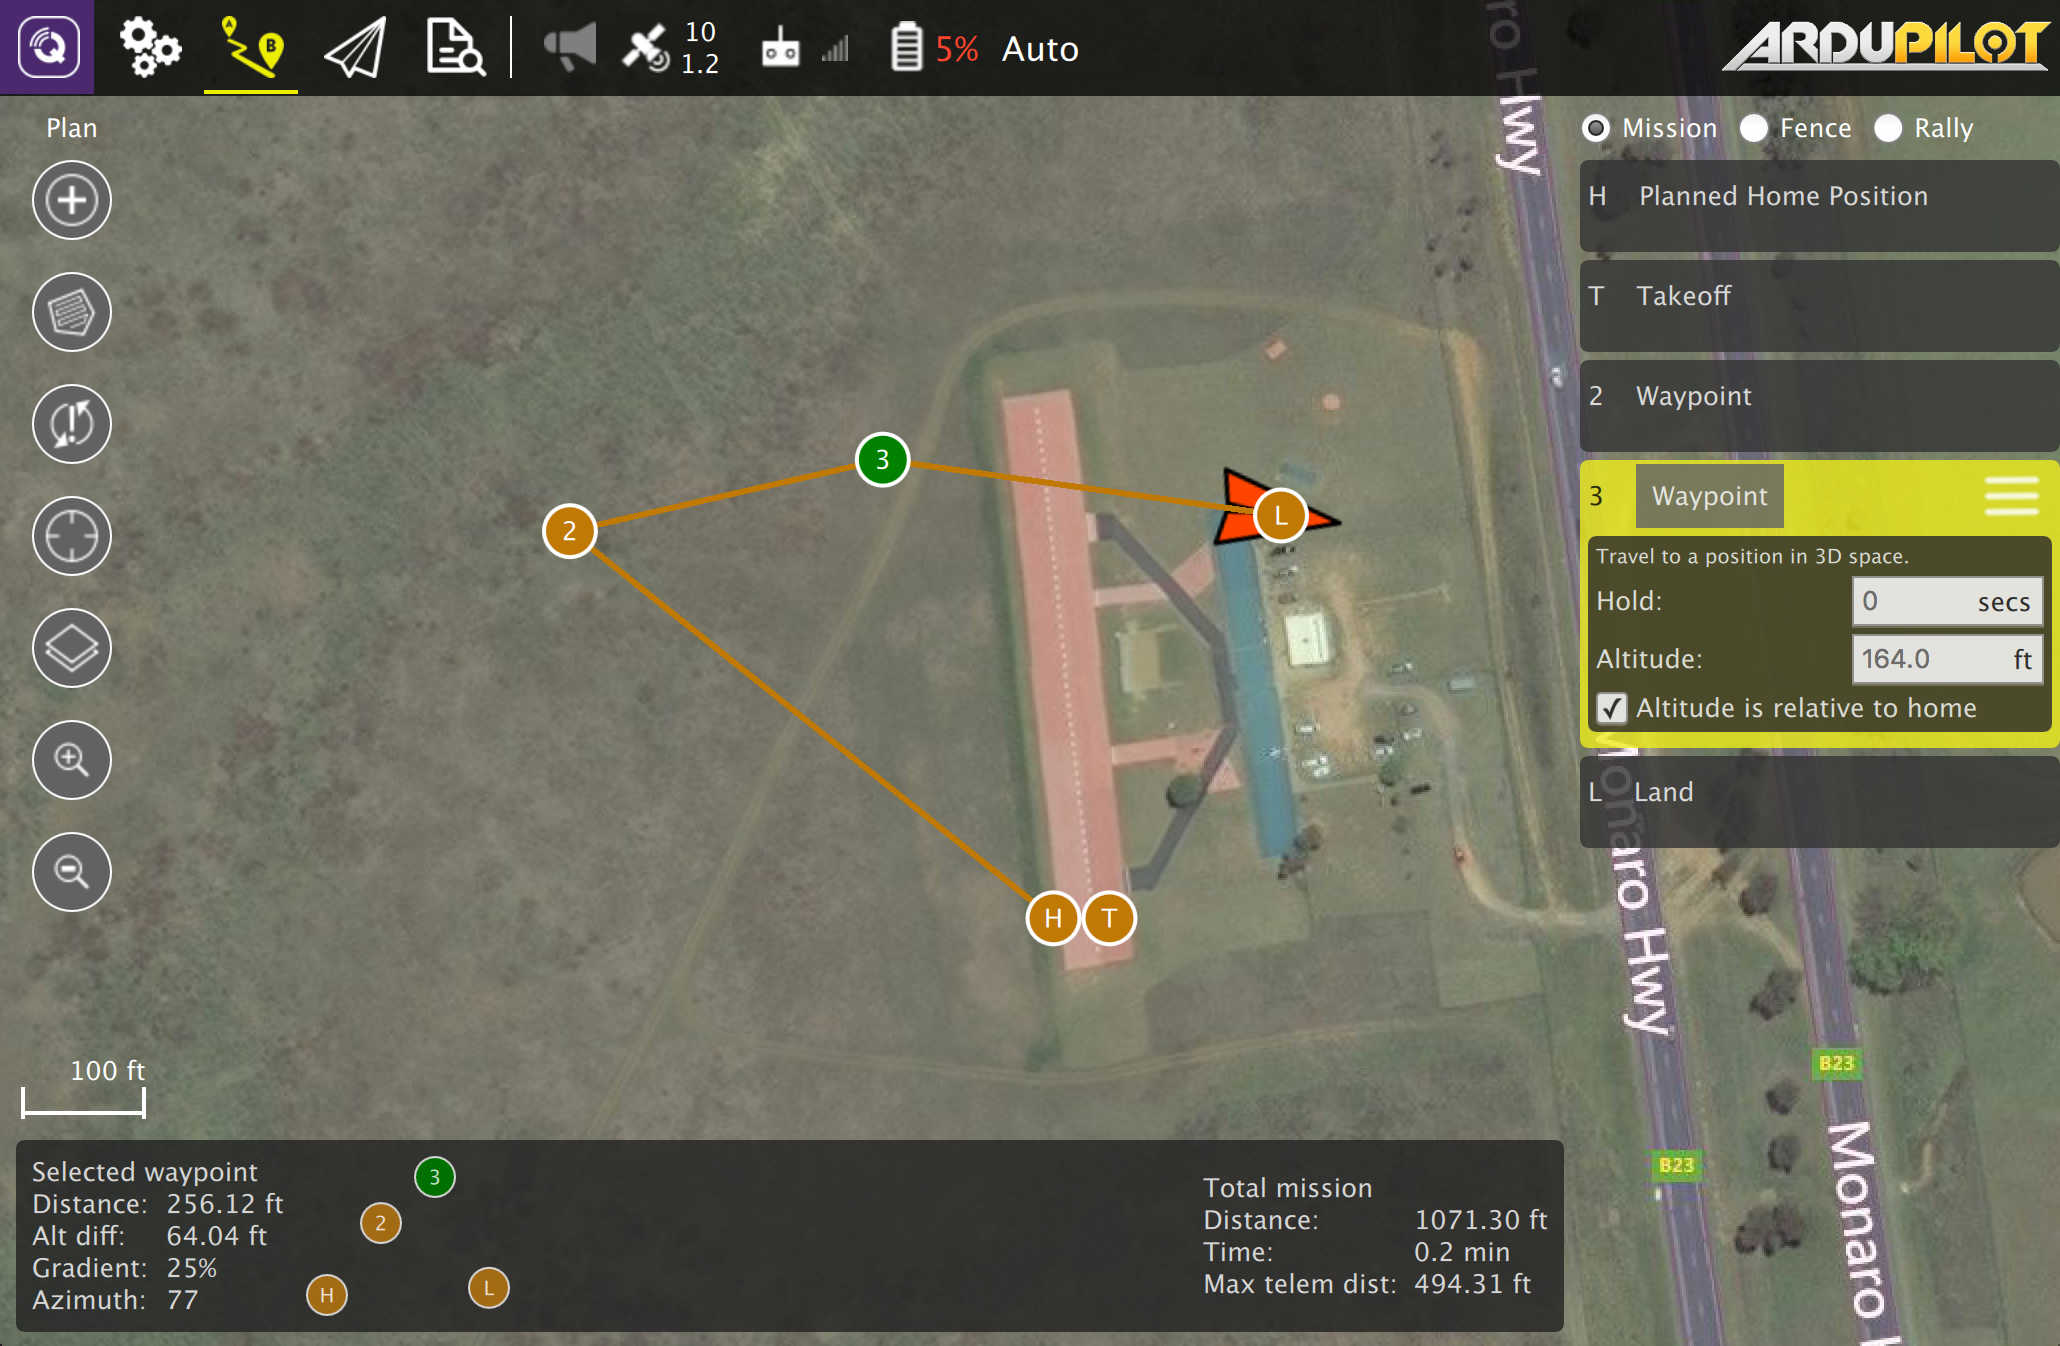 10
1.2
5%
Auto
ARDUPILOT
Plan
Mission
Fence
Rally
H Planned Home Position
T Takeoff
2 Waypoint
3 Waypoint
Travel to a position in 3D space.
Hold: 0 secs
Altitude: 164.0 ft
Altitude is relative to home
L Land
Hwy
Monaro Hwy
Monaro
B23
B23
3
2
L
H
T
100 ft
Selected waypoint
Distance: 256.12 ft
Alt diff: 64.04 ft
Gradient: 25%
Azimuth: 77
3
2
H
L
Total mission
Distance: 1071.30 ft
Time: 0.2 min
Max telem dist: 494.31 ft